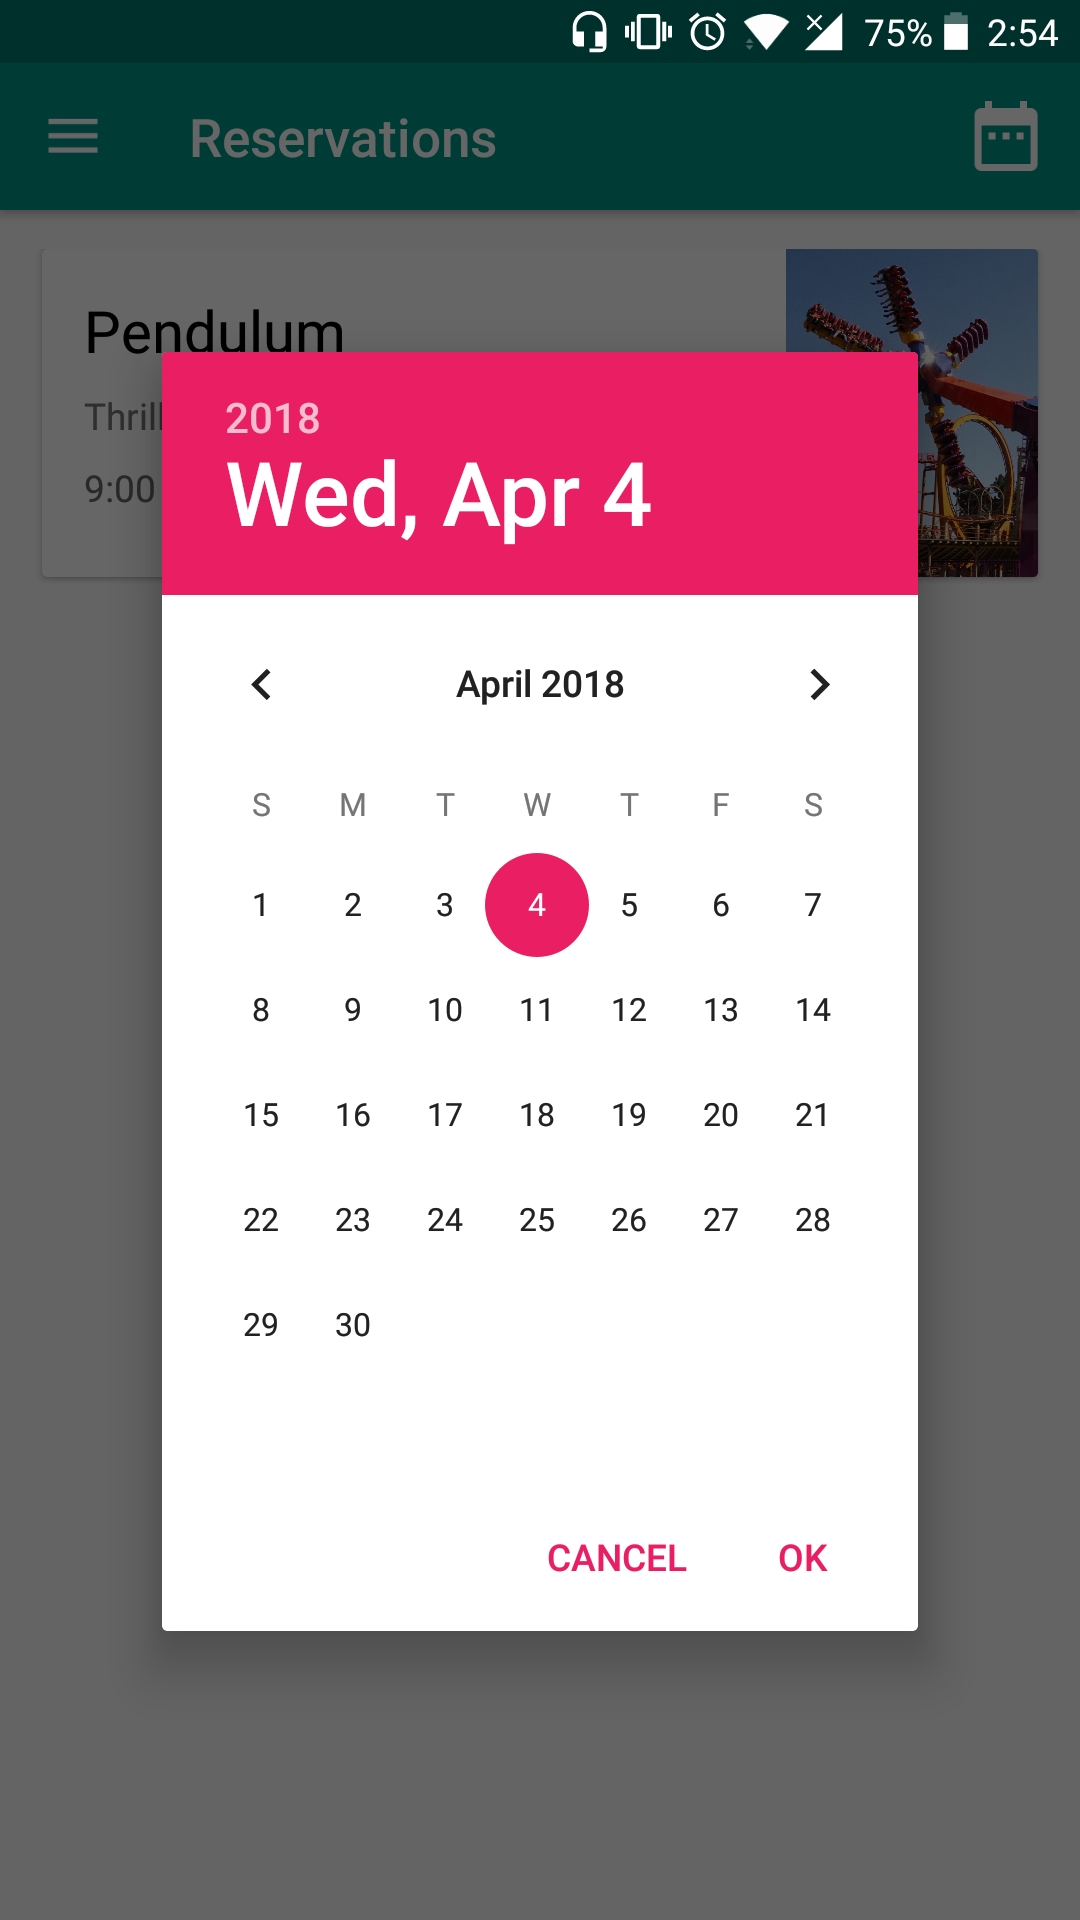 75% 2:54
Reservations
Pendulum
Thrill
9:00
2018
Wed, Apr 4
April 2018
S M T W T F S
1 2 3 4 5 6 7
8 9 10 11 12 13 14
15 16 17 18 19 20 21
22 23 24 25 26 27 28
29 30
CANCEL OK